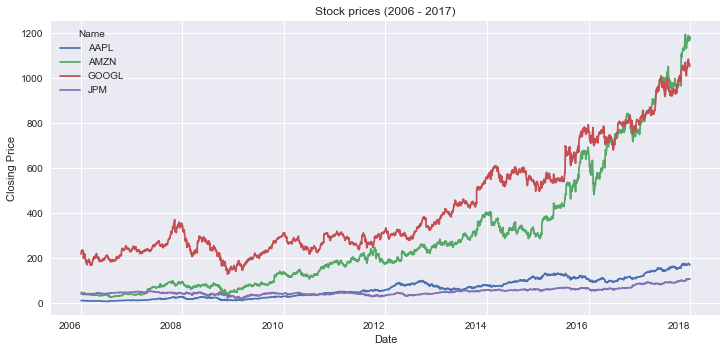 Stock prices (2006 - 2017)
Name
AAPL
AMZN
GOOGL
JPM
1200
1000
800
600
400
200
0
Closing Price
2006 2008 2010 2012 2014 2016 2018
Date